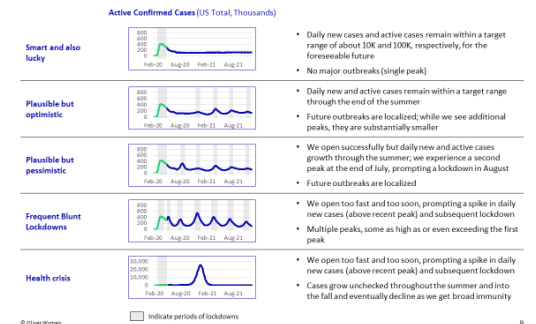 Active Confirmed Cases (US Total, Thousands)
Smart and also
lucky
800
600
400
200
0
Feb-20 Aug-20 Feb-21 Aug-21
• Daily new cases and active cases remain within a target
range of about 10K and 100K, respectively, for the
foreseeable future
• No major outbreaks (single peak)
Plausible but
optimistic
800
600
400
200
0
Feb-20 Aug-20 Feb-21 Aug-21
• Daily new and active cases remain within a target range
through the end of the summer
• Future outbreaks are localized; while we see additional
peaks, they are substantially smaller
Plausible but
pessimistic
800
600
400
200
0
Feb-20 Aug-20 Feb-21 Aug-21
• We open successfully but daily new and active cases
growth through the summer; we experience a second
peak at the end of July, prompting a lockdown in August
• Future outbreaks are localized
Frequent Blunt
Lockdowns
800
600
400
200
0
Feb-20 Aug-20 Feb-21 Aug-21
• We open too fast and too soon, prompting a spike in daily
new cases (above recent peak) and subsequent lockdown
• Multiple peaks, some as high as or even exceeding the first
peak
Health crisis
30,000
20,000
10,000
0
Feb-20 Aug-20 Feb-21 Aug-21
• We open too fast and too soon, prompting a spike in daily
new cases (above recent peak) and subsequent lockdown
• Cases grow unchecked throughout the summer and into
the fall and eventually decline as we get broad immunity
Indicate periods of lockdowns
© Oliver Wyman
9